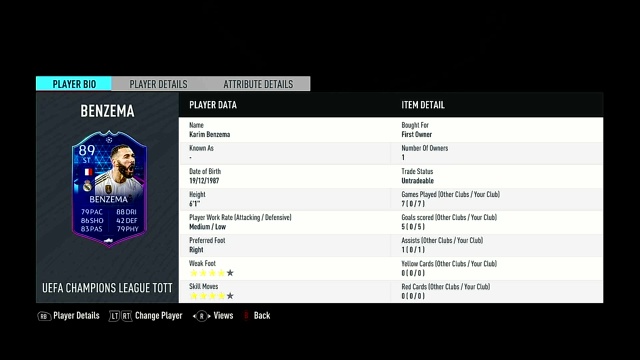 PLAYER BIO PLAYER DETAILS ATTRIBUTE DETAILS
BENZEMA
89
ST
BENZEMA
79 PAC 88 DRI
86 SHO 42 DEF
83 PAS 79 PHY
UEFA CHAMPIONS LEAGUE TOTT
PLAYER DATA
Name
Karim Benzema
Known As
-
Date of Birth
19/12/1987
Height
6'1"
Player Work Rate (Attacking / Defensive)
Medium / Low
Preferred Foot
Right
Weak Foot
Skill Moves
ITEM DETAIL
Bought For
First Owner
Number Of Owners
1
Trade Status
Untradeable
Games Played (Other Clubs / Your Club)
7 ( 0 / 7 )
Goals scored (Other Clubs / Your Club)
5 ( 0 / 5 )
Assists (Other Clubs / Your Club)
1 ( 0 / 1 )
Yellow Cards (Other Clubs / Your Club)
0 ( 0 / 0 )
Red Cards (Other Clubs / Your Club)
0 ( 0 / 0 )
RB Player Details LT RT Change Player R Views Back